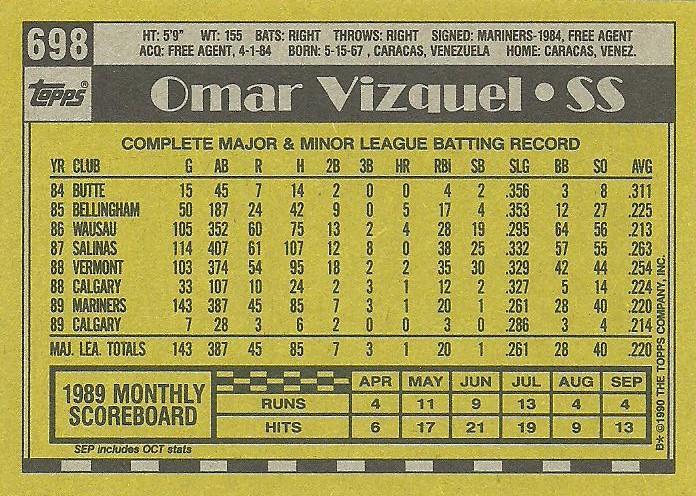 698
HT: 5'9" WT: 155 BATS: RIGHT THROWS: RIGHT SIGNED: MARINERS-1984, FREE AGENT
ACQ: FREE AGENT, 4-1-84 BORN: 5-15-67 , CARACAS, VENEZUELA HOME: CARACAS, VENEZ.
TOPPS®
Omar Vizquel • SS
COMPLETE MAJOR & MINOR LEAGUE BATTING RECORD
YR CLUB G AB R H 2B 3B HR RBI SB SLG BB SO AVG
84 BUTTE 15 45 7 14 2 0 0 4 2 .356 3 8 .311
85 BELLINGHAM 50 187 24 42 9 0 5 17 4 .353 12 27 .225
86 WAUSAU 105 352 60 75 13 2 4 28 19 .295 64 56 .213
87 SALINAS 114 407 61 107 12 8 0 38 25 .332 57 55 .263
88 VERMONT 103 374 54 95 18 2 2 35 30 .329 42 44 .254
88 CALGARY 33 107 10 24 2 3 1 12 2 .327 5 14 .224
89 MARINERS 143 387 45 85 7 3 1 20 1 .261 28 40 .220
89 CALGARY 7 28 3 6 2 0 0 3 0 .286 3 4 .214
MAJ. LEA. TOTALS 143 387 45 85 7 3 1 20 1 .261 28 40 .220
1989 MONTHLY
SCOREBOARD
APR MAY JUN JUL AUG SEP
RUNS 4 11 9 13 4 4
HITS 6 17 21 19 9 13
SEP includes OCT stats
B* ©1990 THE TOPPS COMPANY, INC.